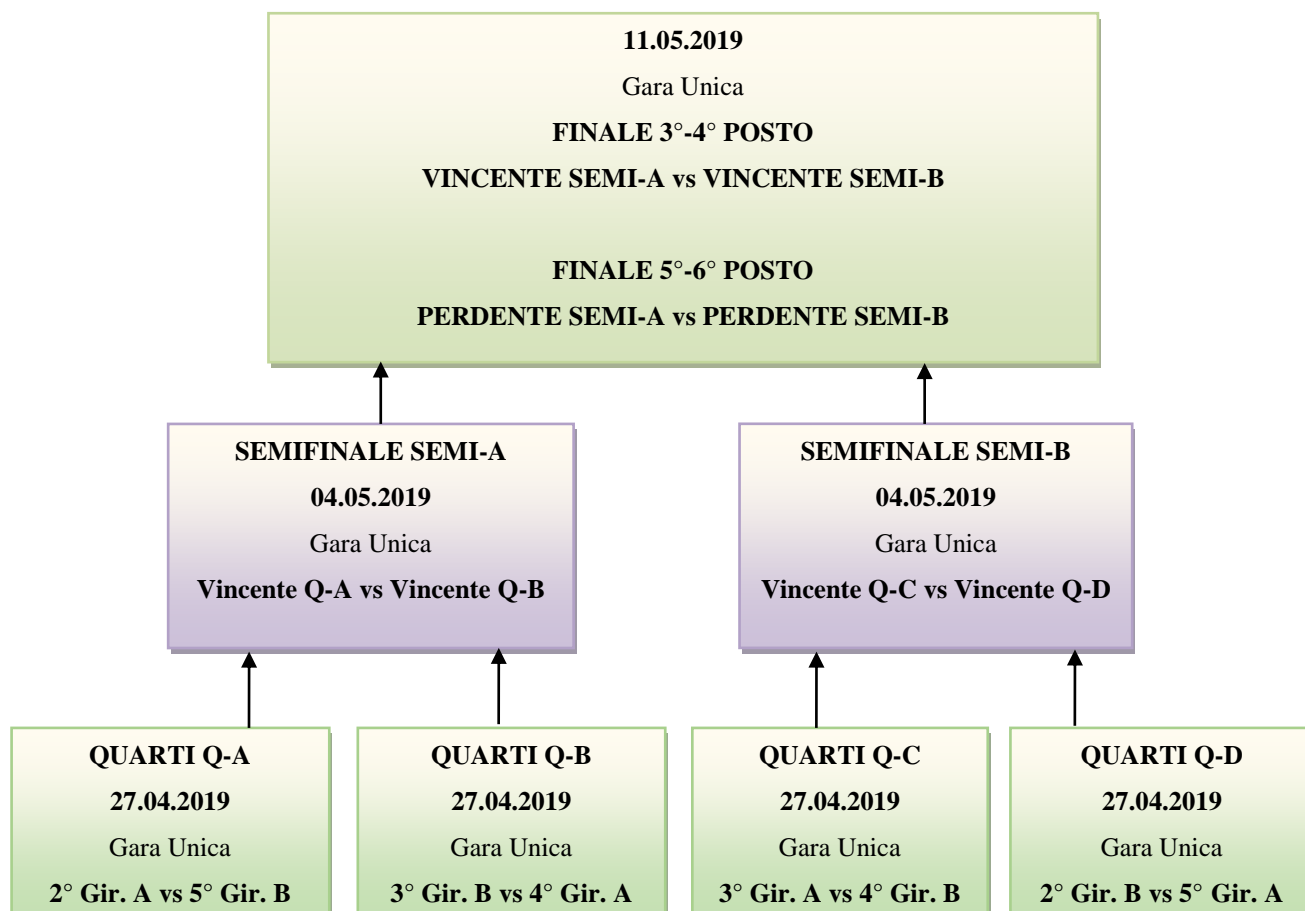 11.05.2019
Gara Unica
FINALE 3°-4° POSTO
VINCENTE SEMI-A vs VINCENTE SEMI-B
FINALE 5°-6° POSTO
PERDENTE SEMI-A vs PERDENTE SEMI-B
SEMIFINALE SEMI-A
04.05.2019
Gara Unica
Vincente Q-A vs Vincente Q-B
SEMIFINALE SEMI-B
04.05.2019
Gara Unica
Vincente Q-C vs Vincente Q-D
QUARTI Q-A
27.04.2019
Gara Unica
2° Gir. A vs 5° Gir. B
QUARTI Q-B
27.04.2019
Gara Unica
3° Gir. B vs 4° Gir. A
QUARTI Q-C
27.04.2019
Gara Unica
3° Gir. A vs 4° Gir. B
QUARTI Q-D
27.04.2019
Gara Unica
2° Gir. B vs 5° Gir. A